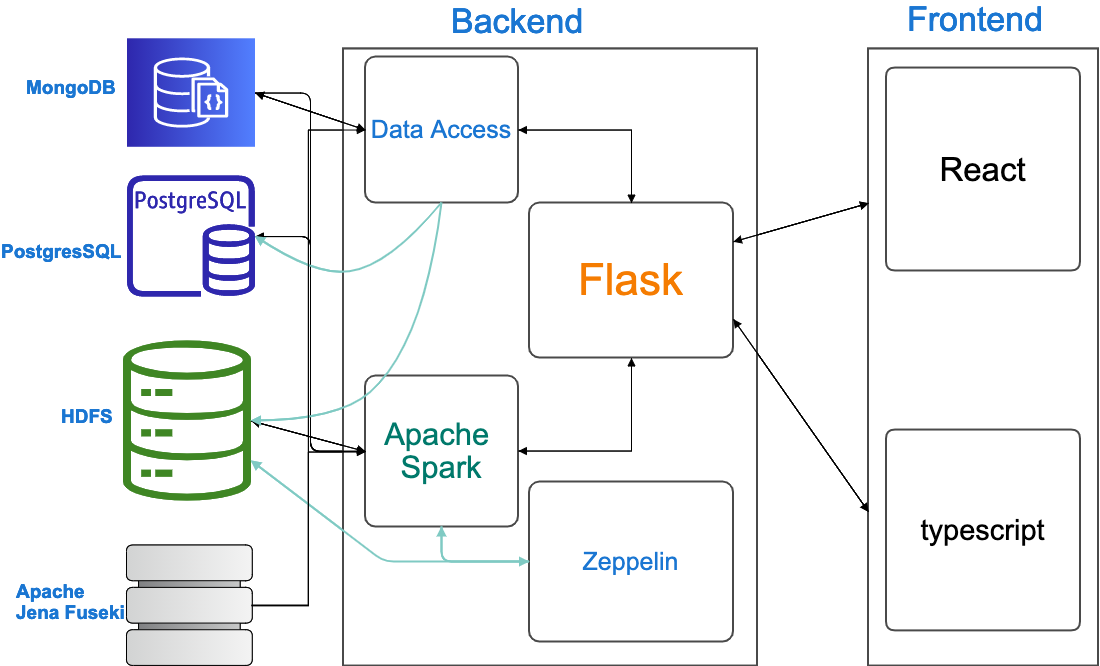 Backend
Frontend
MongoDB
{}
Data Access
React
PostgreSQL
PostgresSQL
Flask
HDFS
Apache
Spark
Zeppelin
typescript
Apache
Jena Fuseki